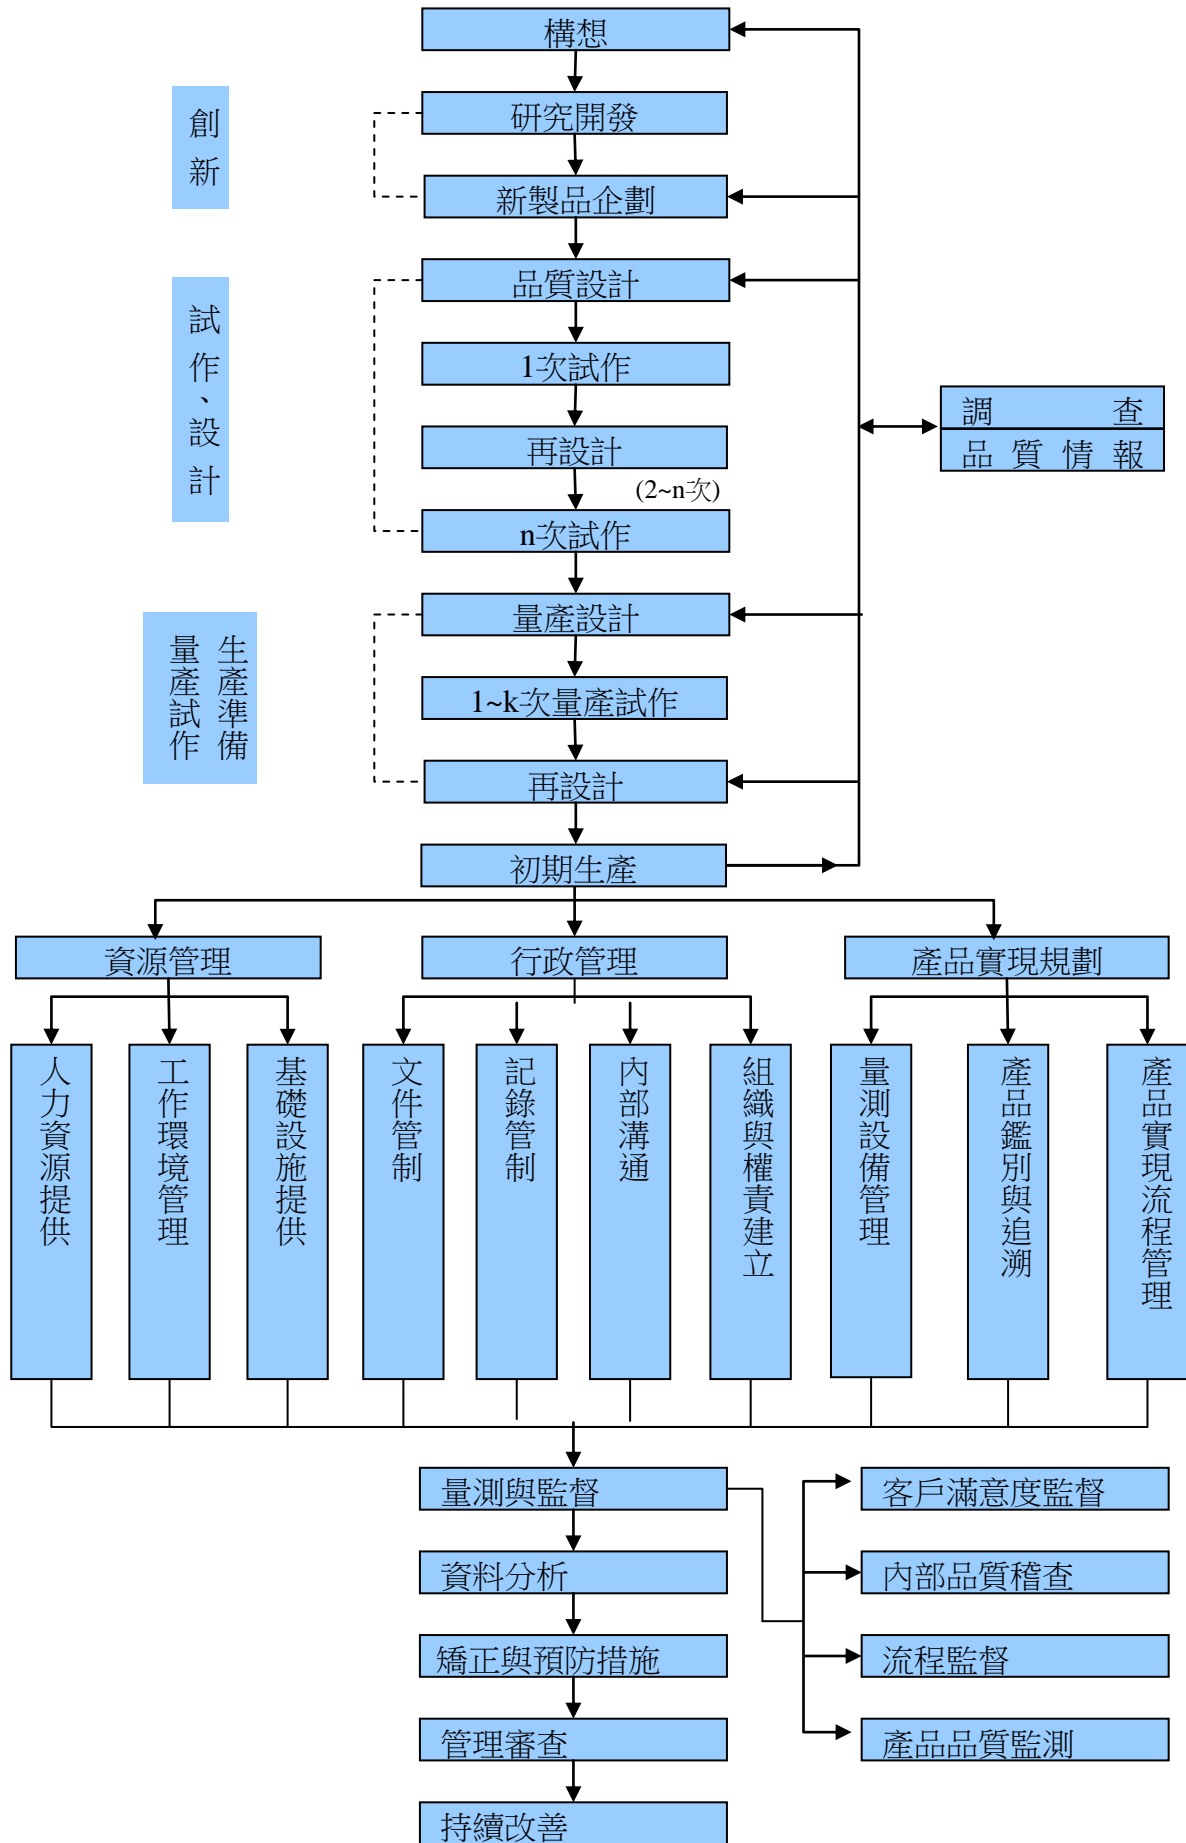 構想
創新
研究開發
新製品企劃
試作、設計
品質設計
1次試作
調查
品質情報
再設計
(2~n次)
n次試作
生產準備
量產試作
量產設計
1~k次量產試作
再設計
初期生產
資源管理
行政管理
產品實現規劃
人力資源提供
工作環境管理
基礎設施提供
文件管制
記錄管制
內部溝通
組織與權責建立
量測設備管理
產品鑑別與追溯
產品實現流程管理
量測與監督
客戶滿意度監督
資料分析
內部品質稽查
矯正與預防措施
流程監督
管理審查
產品品質監測
持續改善